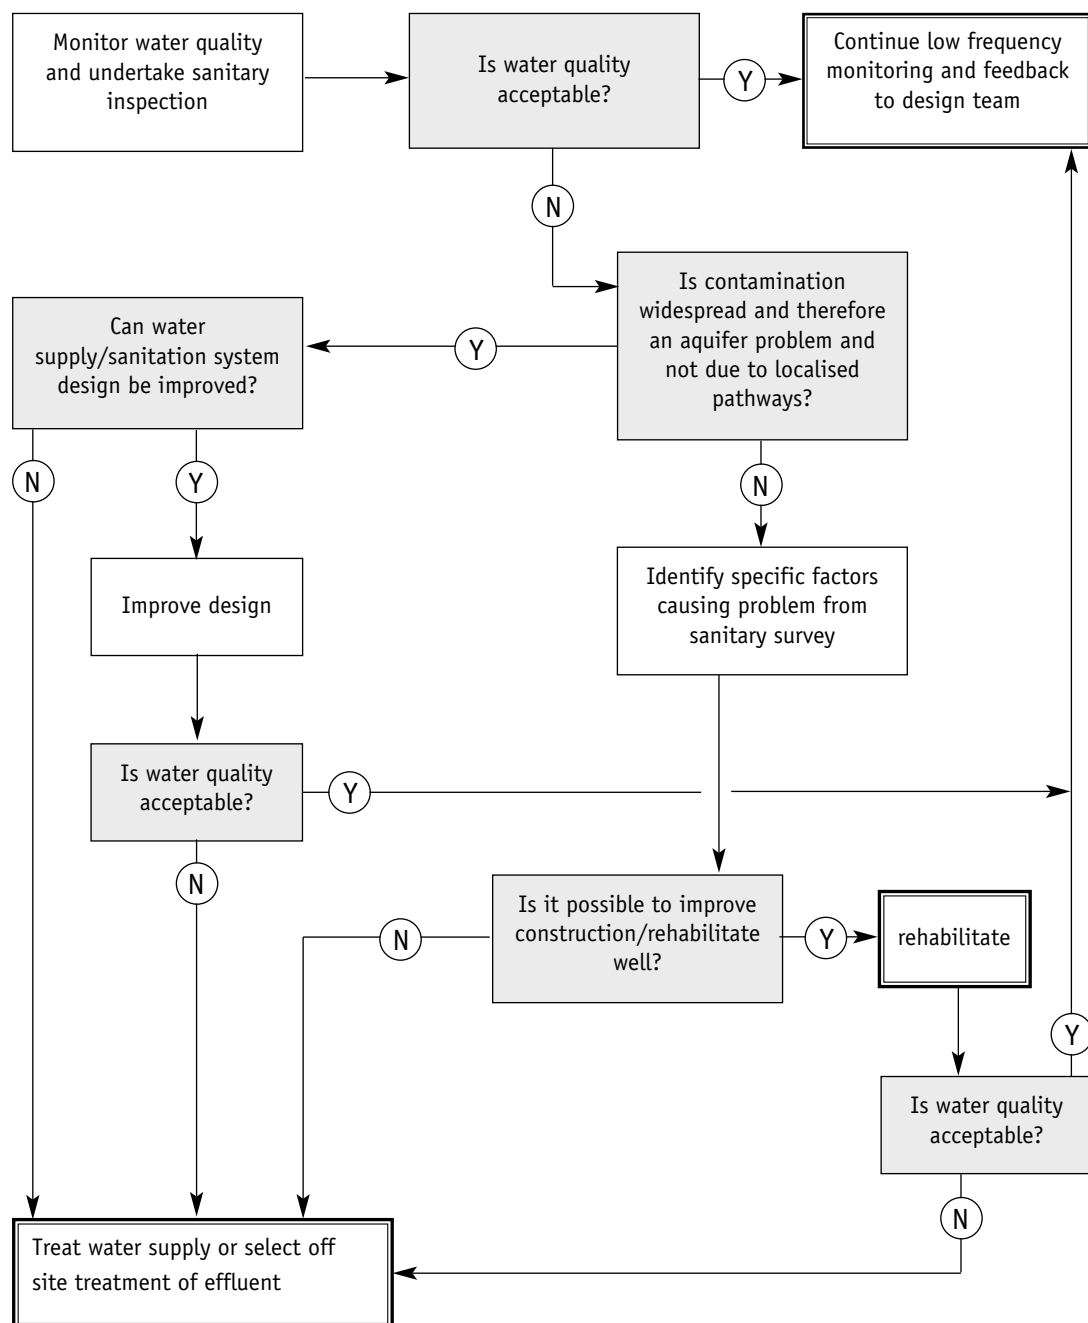 Monitor water quality
and undertake sanitary
inspection
Is water quality
acceptable?
Y
Continue low frequency
monitoring and feedback
to design team
N
Is contamination
widespread and therefore
an aquifer problem and
not due to localised
pathways?
Y
Can water
supply/sanitation system
design be improved?
N
Y
N
Improve design
Identify specific factors
causing problem from
sanitary survey
Is water quality
acceptable?
Y
N
Is it possible to improve
construction/rehabilitate
well?
N
Y
rehabilitate
Y
Is water quality
acceptable?
N
Treat water supply or select off
site treatment of effluent